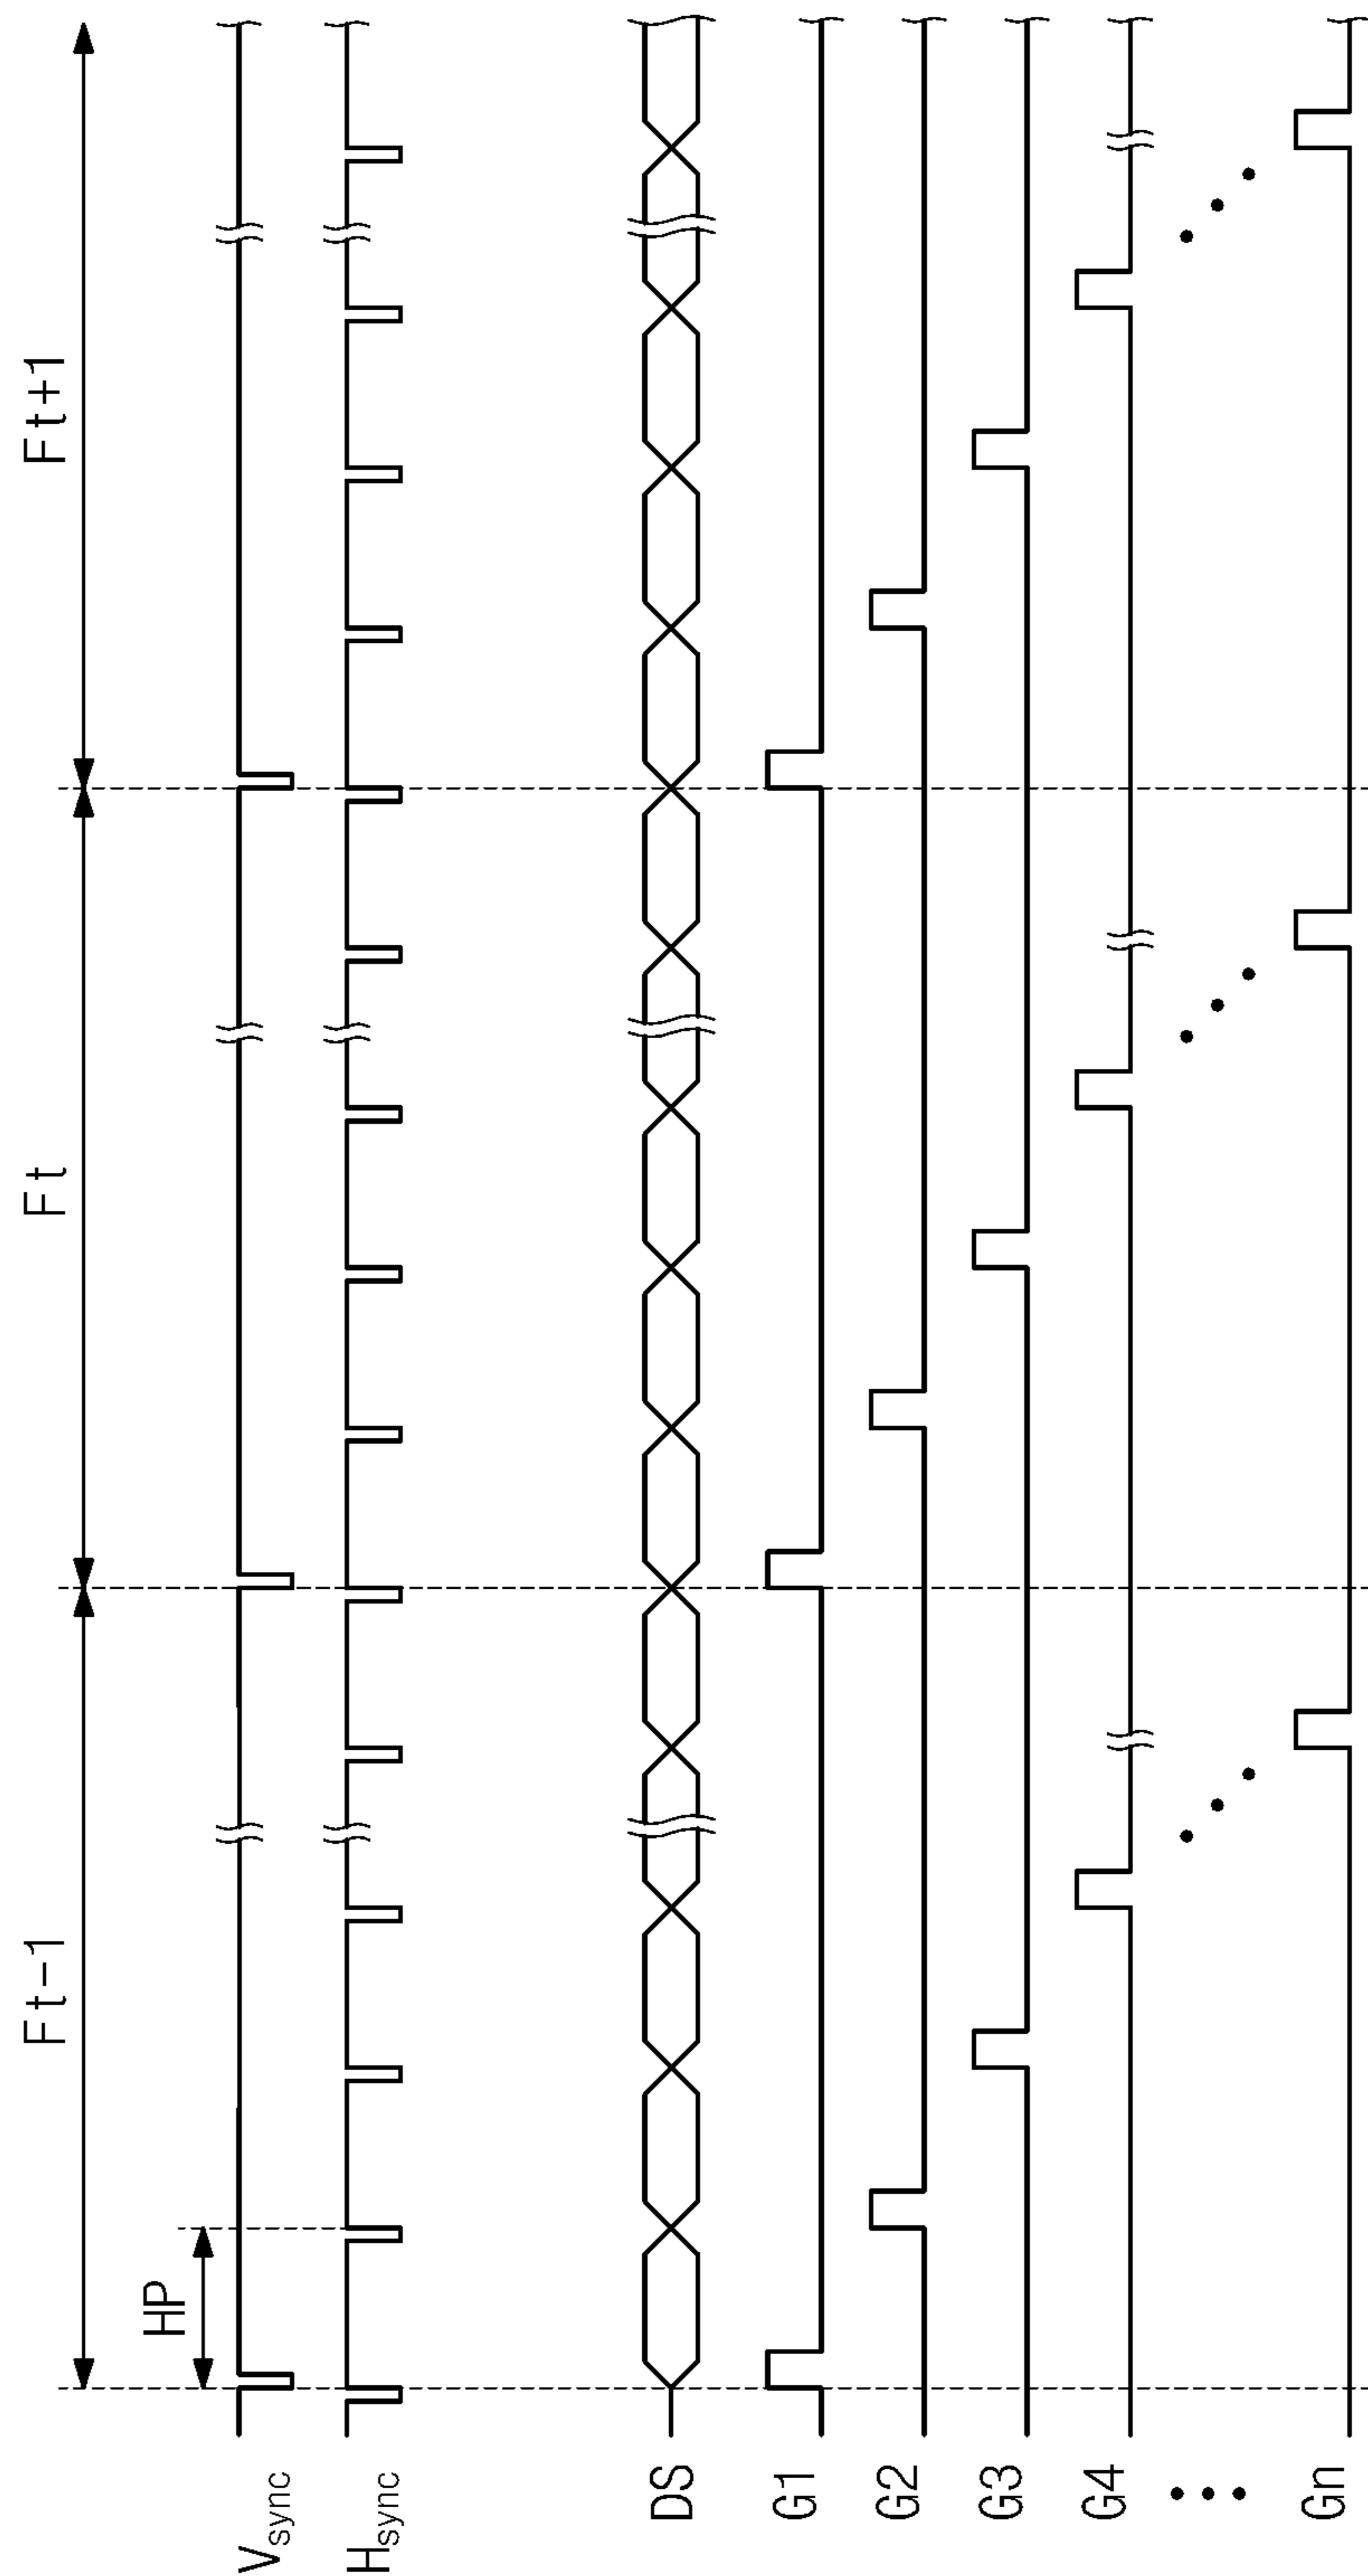 Ft-1 Ft Ft+1
HP
Vsync
Hsync
DS
G1
G2
G3
G4
Gn